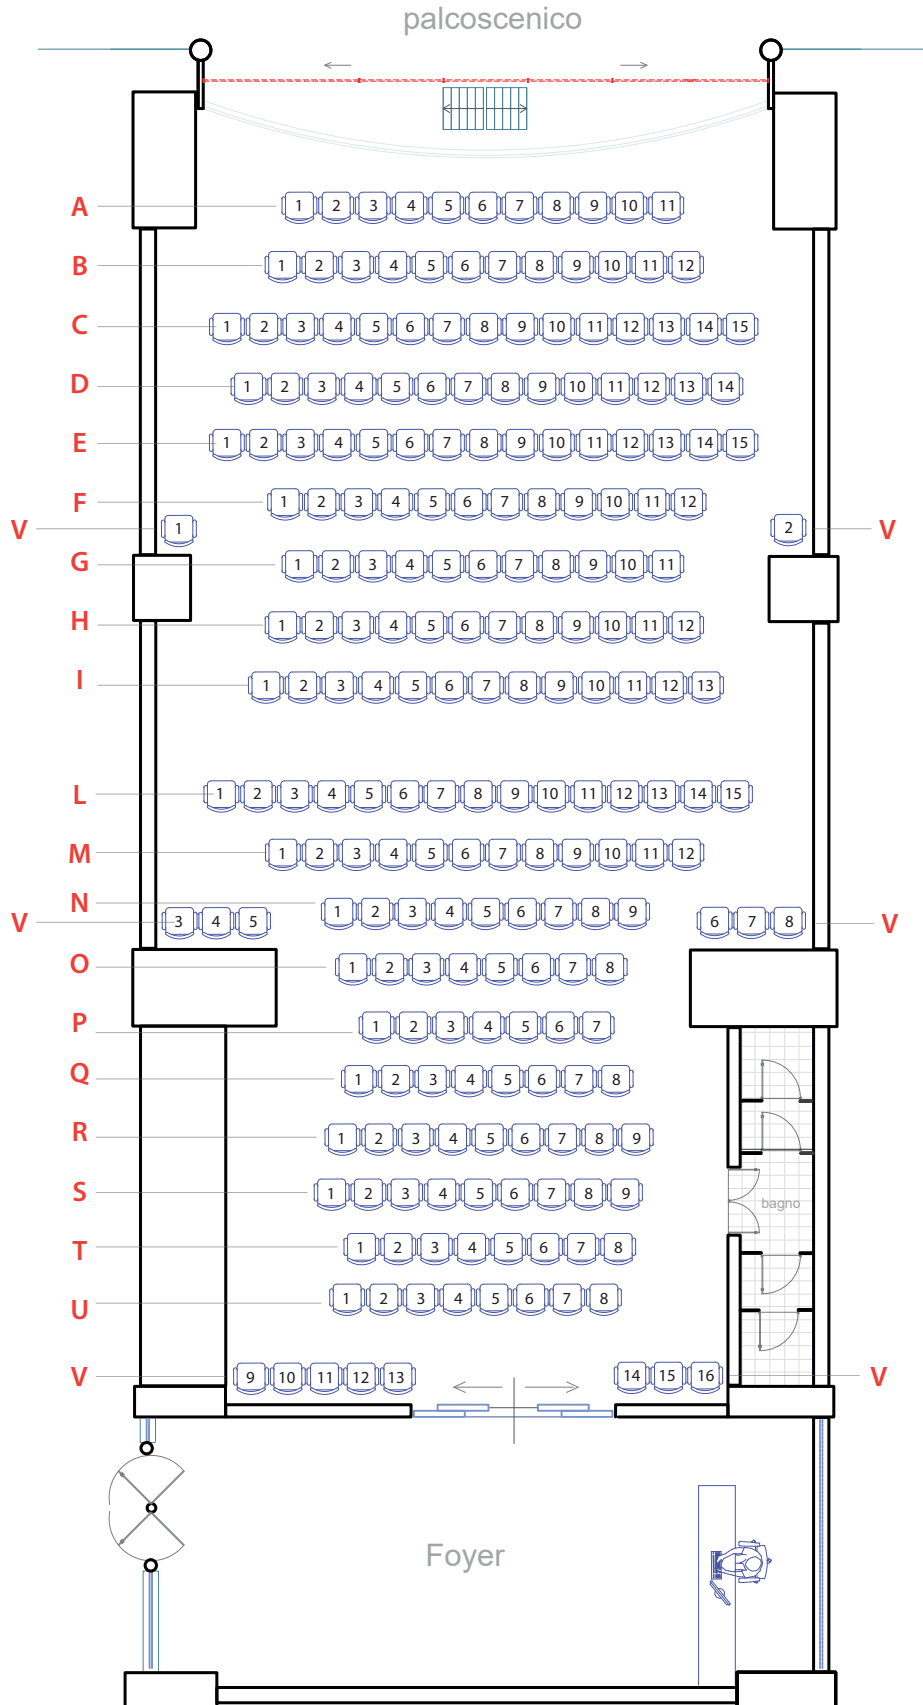 palcoscenico
A 1 2 3 4 5 6 7 8 9 10 11
B 1 2 3 4 5 6 7 8 9 10 11 12
C 1 2 3 4 5 6 7 8 9 10 11 12 13 14 15
D 1 2 3 4 5 6 7 8 9 10 11 12 13 14
E 1 2 3 4 5 6 7 8 9 10 11 12 13 14 15
F 1 2 3 4 5 6 7 8 9 10 11 12
V 1 2 V
G 1 2 3 4 5 6 7 8 9 10 11
H 1 2 3 4 5 6 7 8 9 10 11 12
I 1 2 3 4 5 6 7 8 9 10 11 12 13
L 1 2 3 4 5 6 7 8 9 10 11 12 13 14 15
M 1 2 3 4 5 6 7 8 9 10 11 12
N 1 2 3 4 5 6 7 8 9
V 3 4 5 6 7 8 V
O 1 2 3 4 5 6 7 8
P 1 2 3 4 5 6 7
Q 1 2 3 4 5 6 7 8
R 1 2 3 4 5 6 7 8 9
S 1 2 3 4 5 6 7 8 9
bagno
T 1 2 3 4 5 6 7 8
U 1 2 3 4 5 6 7 8
V 9 10 11 12 13 14 15 16 V
Foyer